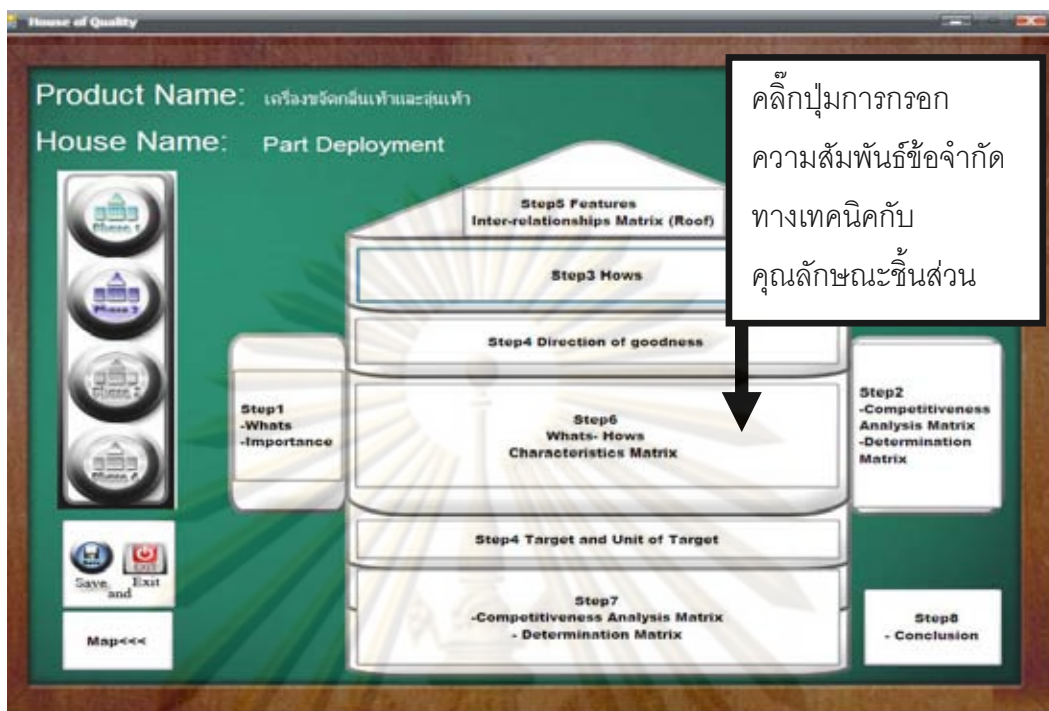 House of Quality
Product Name: เครื่องขจัดกลิ่นเท้าและอุ่นเท้า
House Name: Part Deployment
คลิ๊กปุ่มการกรอก
ความสัมพันธ์ข้อจำกัด
ทางเทคนิคกับ
คุณลักษณะชิ้นส่วน
Phase 1
Phase 2
Phase 4
Step5 Features
Inter-relationships Matrix (Roof)
Step3 Hows
Step4 Direction of goodness
Step1
-Whats
-Importance
Step6
Whats- Hows
Characteristics Matrix
Step2
-Competitiveness
Analysis Matrix
-Determination
Matrix
Step4 Target and Unit of Target
Step7
-Competitiveness Analysis Matrix
- Determination Matrix
Save Exit
and
EXIT
Map<<<
Step8
- Conclusion